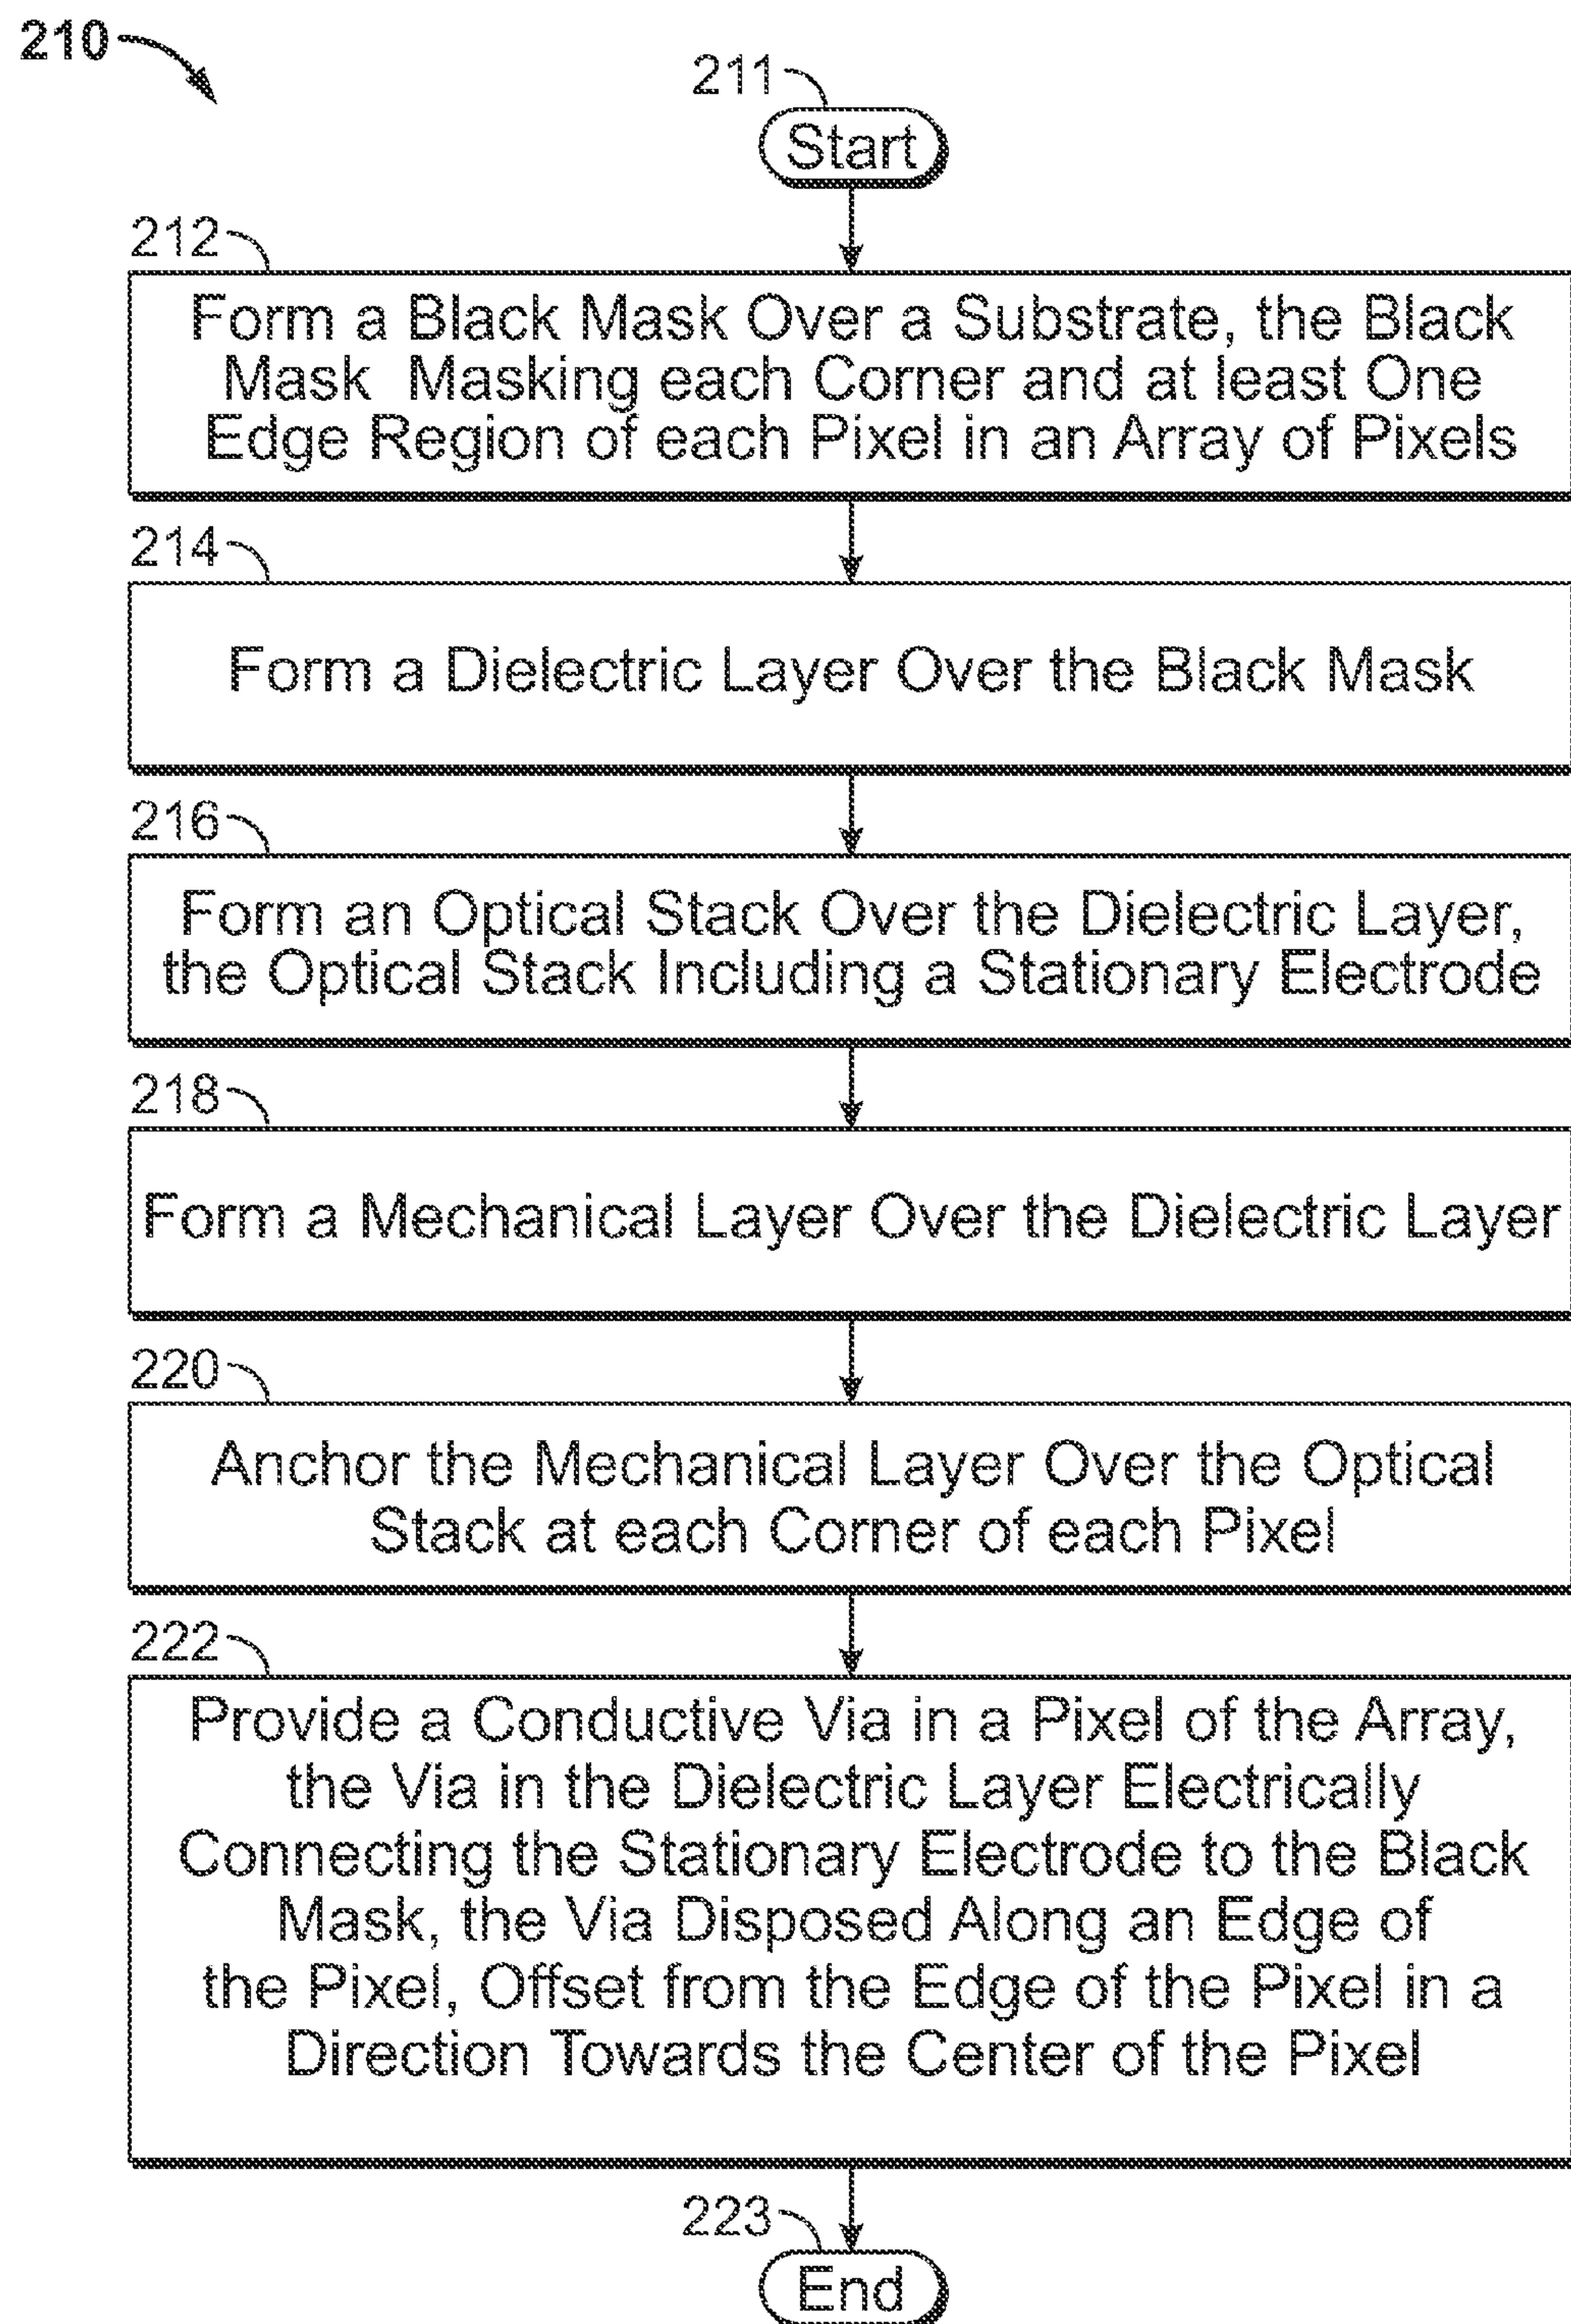 210
211
Start
212
Form a Black Mask Over a Substrate, the Black
Mask Masking each Corner and at least One
Edge Region of each Pixel in an Array of Pixels
214
Form a Dielectric Layer Over the Black Mask
216
Form an Optical Stack Over the Dielectric Layer,
the Optical Stack Including a Stationary Electrode
218
Form a Mechanical Layer Over the Dielectric Layer
220
Anchor the Mechanical Layer Over the Optical
Stack at each Corner of each Pixel
222
Provide a Conductive Via in a Pixel of the Array,
the Via in the Dielectric Layer Electrically
Connecting the Stationary Electrode to the Black
Mask, the Via Disposed Along an Edge of
the Pixel, Offset from the Edge of the Pixel in a
Direction Towards the Center of the Pixel
223
End